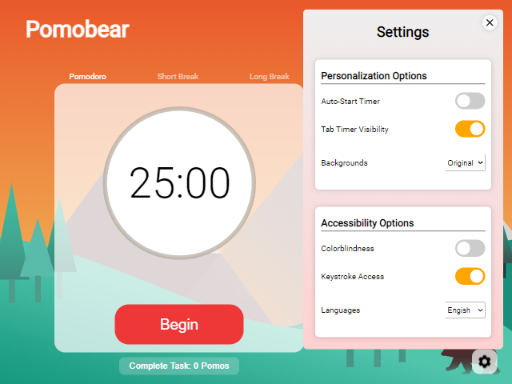 Pomobear
Pomodoro Short Break Long Break
25:00
Begin
Complete Task: 0 Pomos
Settings
Personalization Options
Auto-Start Timer
Tab Timer Visibility
Backgrounds Original
Accessibility Options
Colorblindness
Keystroke Access
Languages Engish